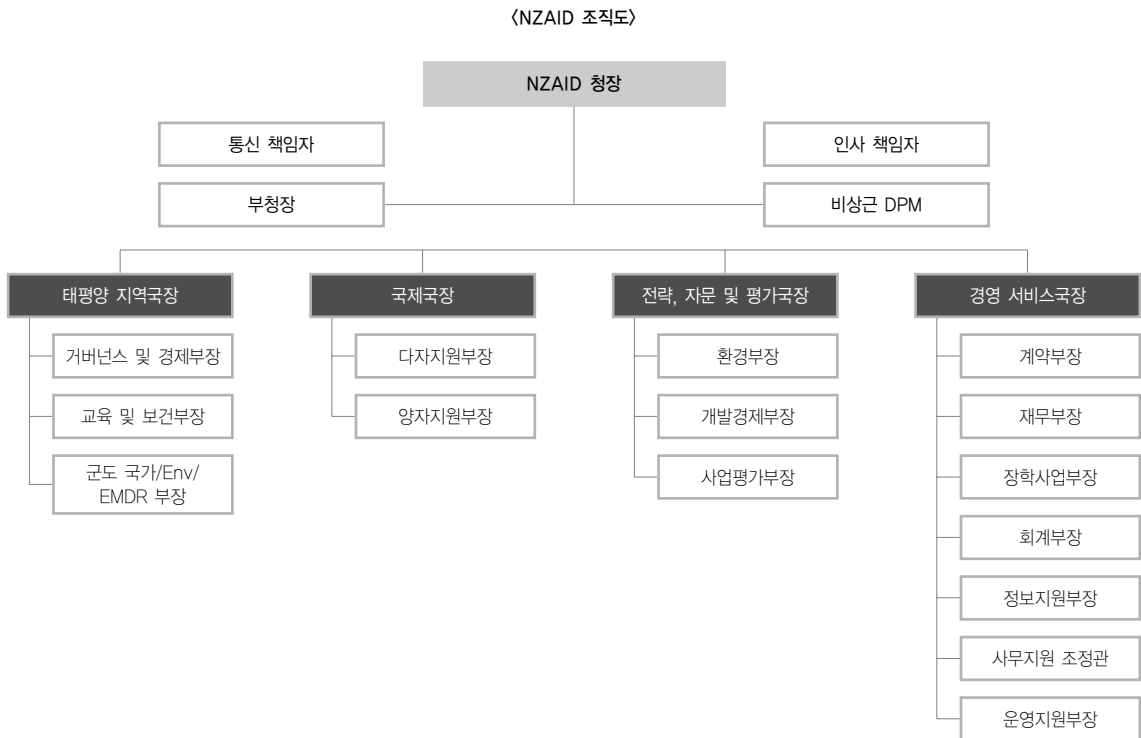 〈NZAID 조직도〉
NZAID 청장
통신 책임자
인사 책임자
부청장
비상근 DPM
태평양 지역국장
거버넌스 및 경제부장
교육 및 보건부장
군도 국가/Env/
EMDR 부장
국제국장
다자지원부장
양자지원부장
전략, 자문 및 평가국장
환경부장
개발경제부장
사업평가부장
경영 서비스국장
계약부장
재무부장
장학사업부장
회계부장
정보지원부장
사무지원 조정관
운영지원부장